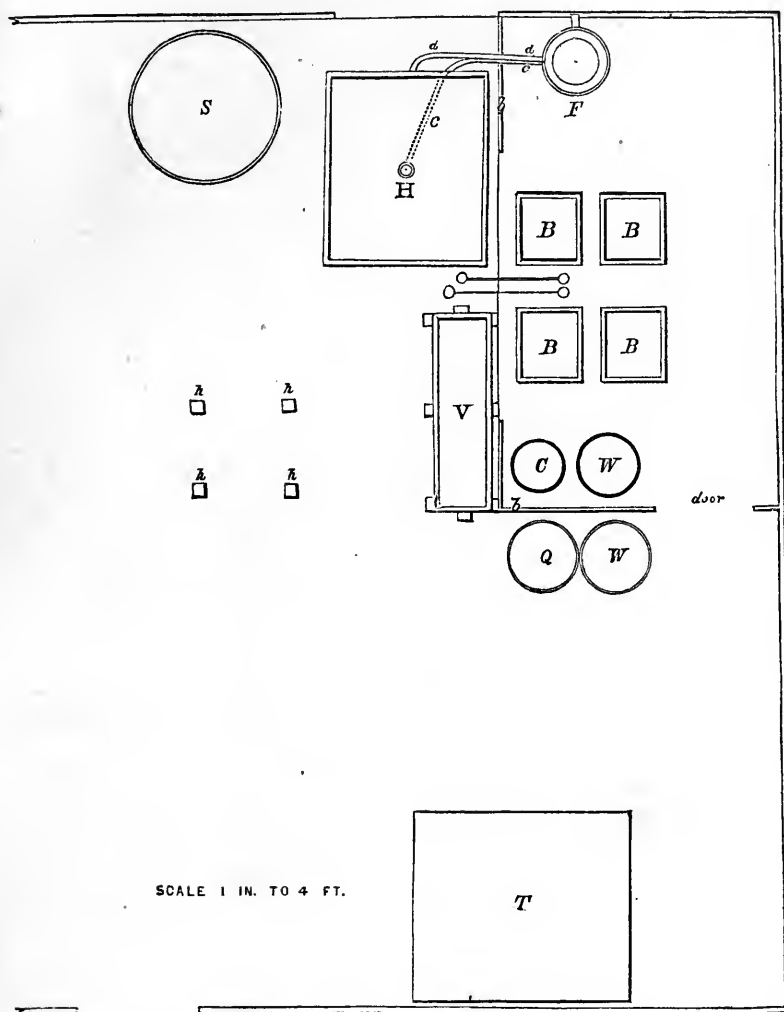 d d
c
S
b
F
C
H
B B
B B
h h
V
h h
C W
b
door
Q W
T
SCALE 1 IN. TO 4 FT.